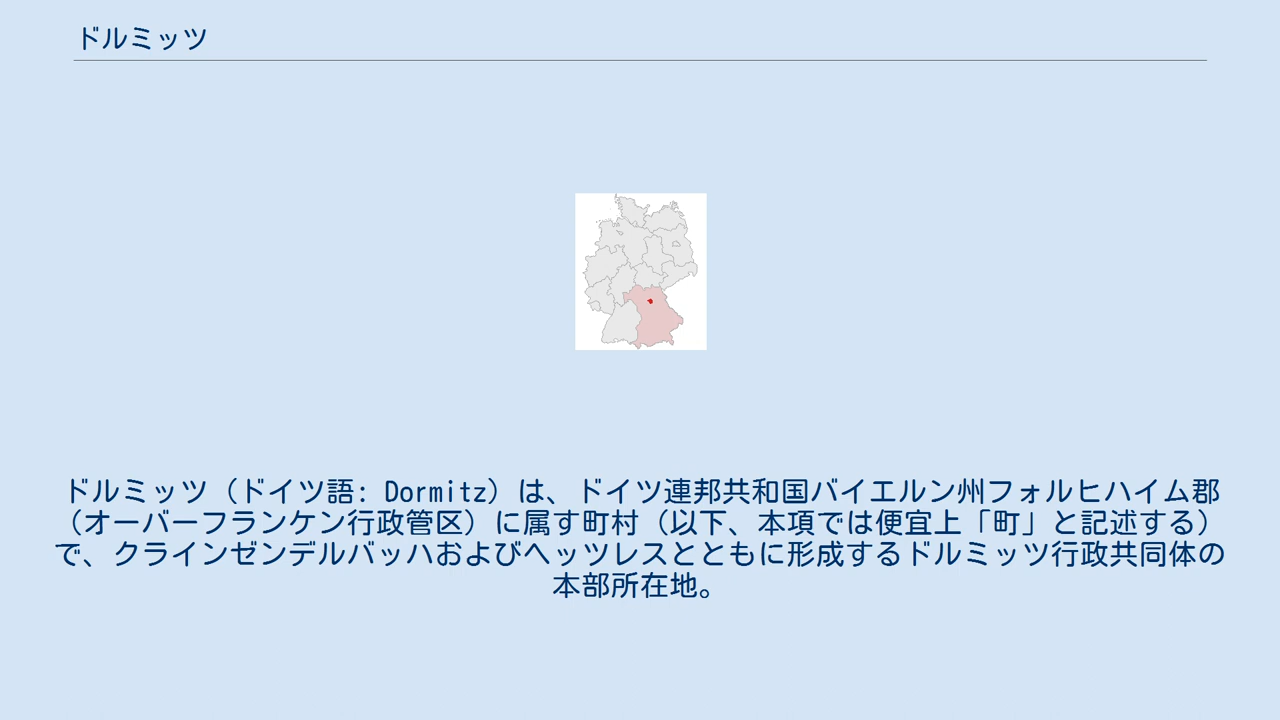 ドルミッツ
ドルミッツ（ドイツ語: Dormitz）は、ドイツ連邦共和国バイエルン州フォルヒハイム郡
（オーバーフランケン行政管区）に属す町村（以下、本項では便宜上「町」と記述する）
で、クラインゼンデルバッハおよびヘッツレスとともに形成するドルミッツ行政共同体の
本部所在地。